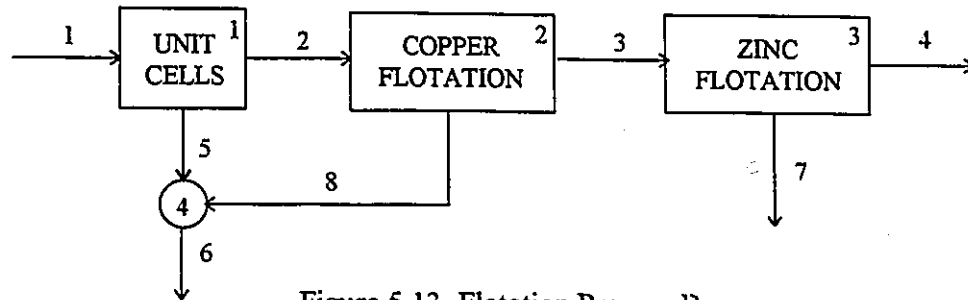 1
UNIT 1
CELLS
2
COPPER 2
FLOTATION
3
ZINC 3
FLOTATION
4
5
8
7
4
6
Figure 5.13 Flotation